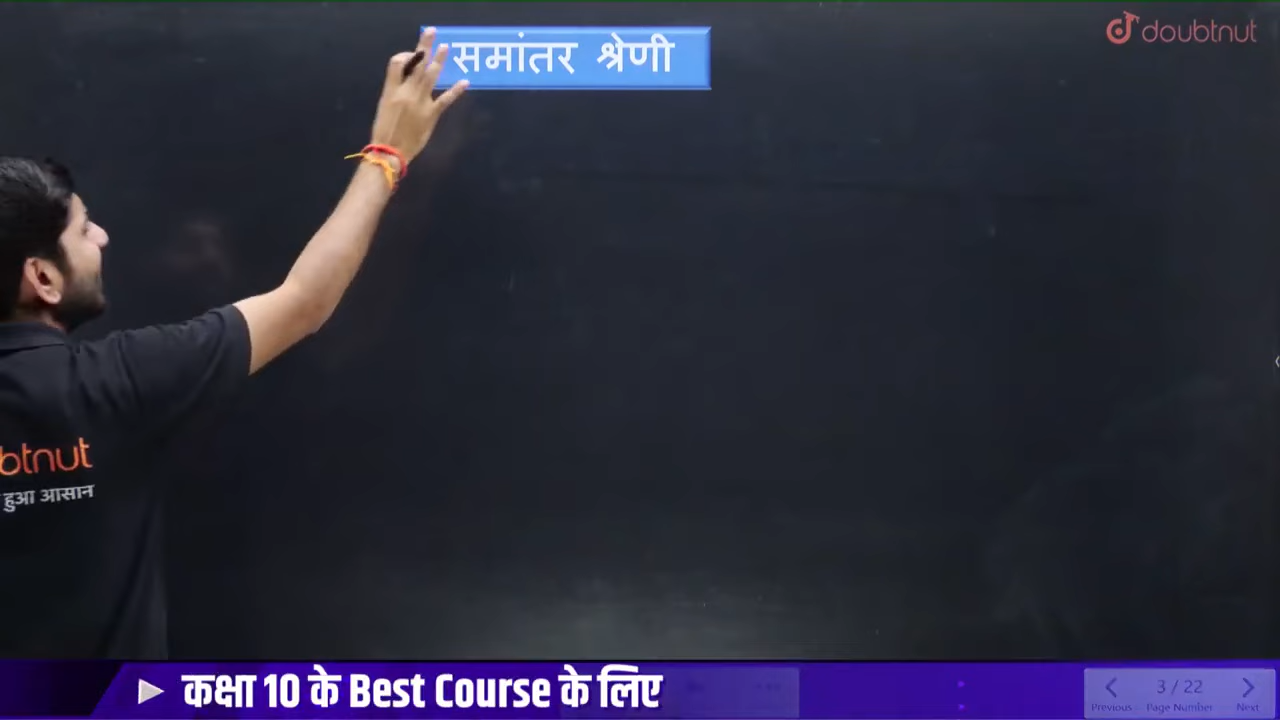 समांतर श्रेणी
doubtnut
btnut
हुआ आसान
कक्षा 10 के Best Course के लिए
3 / 22
Previous Page Number Next